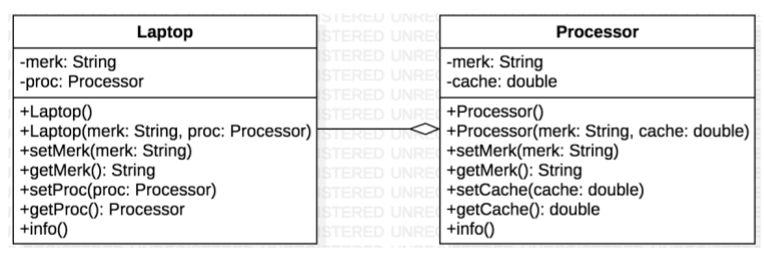 Laptop
-merk: String
-proc: Processor
+Laptop()
+Laptop(merk: String, proc: Processor)
+setMerk(merk: String)
+getMerk(): String
+setProc(proc: Processor)
+getProc(): Processor
+info()
Processor
-merk: String
-cache: double
+Processor()
+Processor(merk: String, cache: double)
+setMerk(merk: String)
+getMerk(): String
+setCache(cache: double)
+getCache(): double
+info()